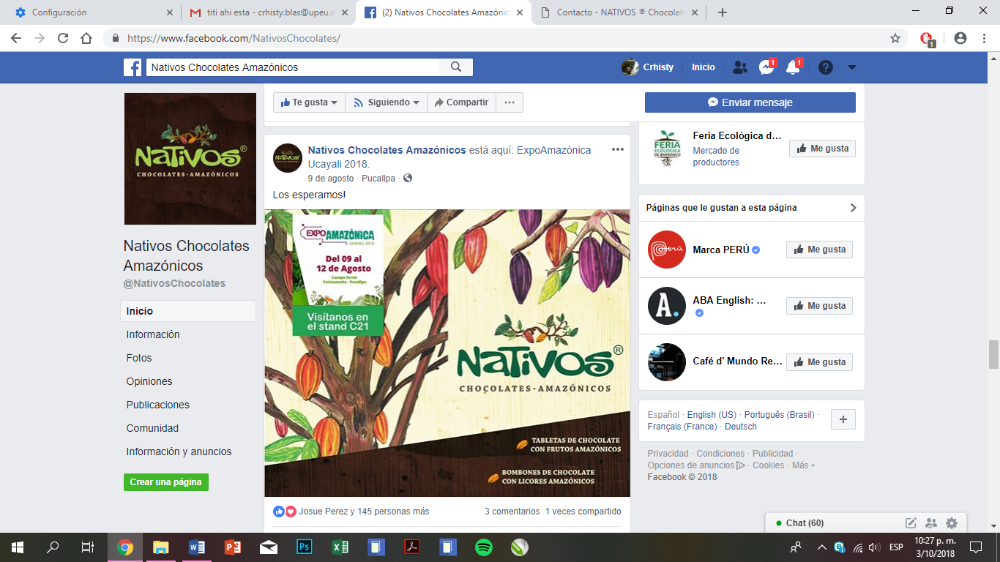 Configuración
titi ahi esta - crhisty.blas@upeu.e
(2) Nativos Chocolates Amazónic
Contacto - NATIVOS ® Chocolat
https://www.facebook.com/NativosChocolates/
1
Nativos Chocolates Amazónicos
Crhisty
Inicio
1
1
NATIVOS®
CHOCOLATES·AMAZÓNICOS
Nativos Chocolates Amazónicos
@NativosChocolates
Inicio
Información
Fotos
Opiniones
Publicaciones
Comunidad
Información y anuncios
Crear una página
Te gusta
Siguiendo
Compartir
Enviar mensaje
NATIVOS
Nativos Chocolates Amazónicos está aquí: ExpoAmazónica
Ucayali 2018.
9 de agosto · Pucallpa ·
Los esperamos!
EXPO AMAZÓNICA
UCAYALI 2018
Del 09 al
12 de Agosto
Campo Ferial
Yarinacocha - Pucallpa
Visítanos en
el stand C21
NATIVOS®
CHOCOLATES·AMAZÓNICOS
TABLETAS DE CHOCOLATE
CON FRUTOS AMAZÓNICOS
BOMBONES DE CHOCOLATE
CON LICORES AMAZÓNICOS
Josue Perez y 145 personas más
3 comentarios 1 veces compartido
FERIA
ECOLÓGICA
DE BARRANCO
Feria Ecológica d...
Mercado de
productores
Me gusta
Páginas que le gustan a esta página
Perú
Marca PERÚ
Me gusta
A.
ABA English: ...
Me gusta
Café d' Mundo Re...
Me gusta
Español · English (US) · Português (Brasil) ·
Français (France) · Deutsch
Privacidad · Condiciones · Publicidad ·
Opciones de anuncios · Cookies · Más
Facebook © 2018
Chat (60)
ESP
10:27 p. m.
3/10/2018